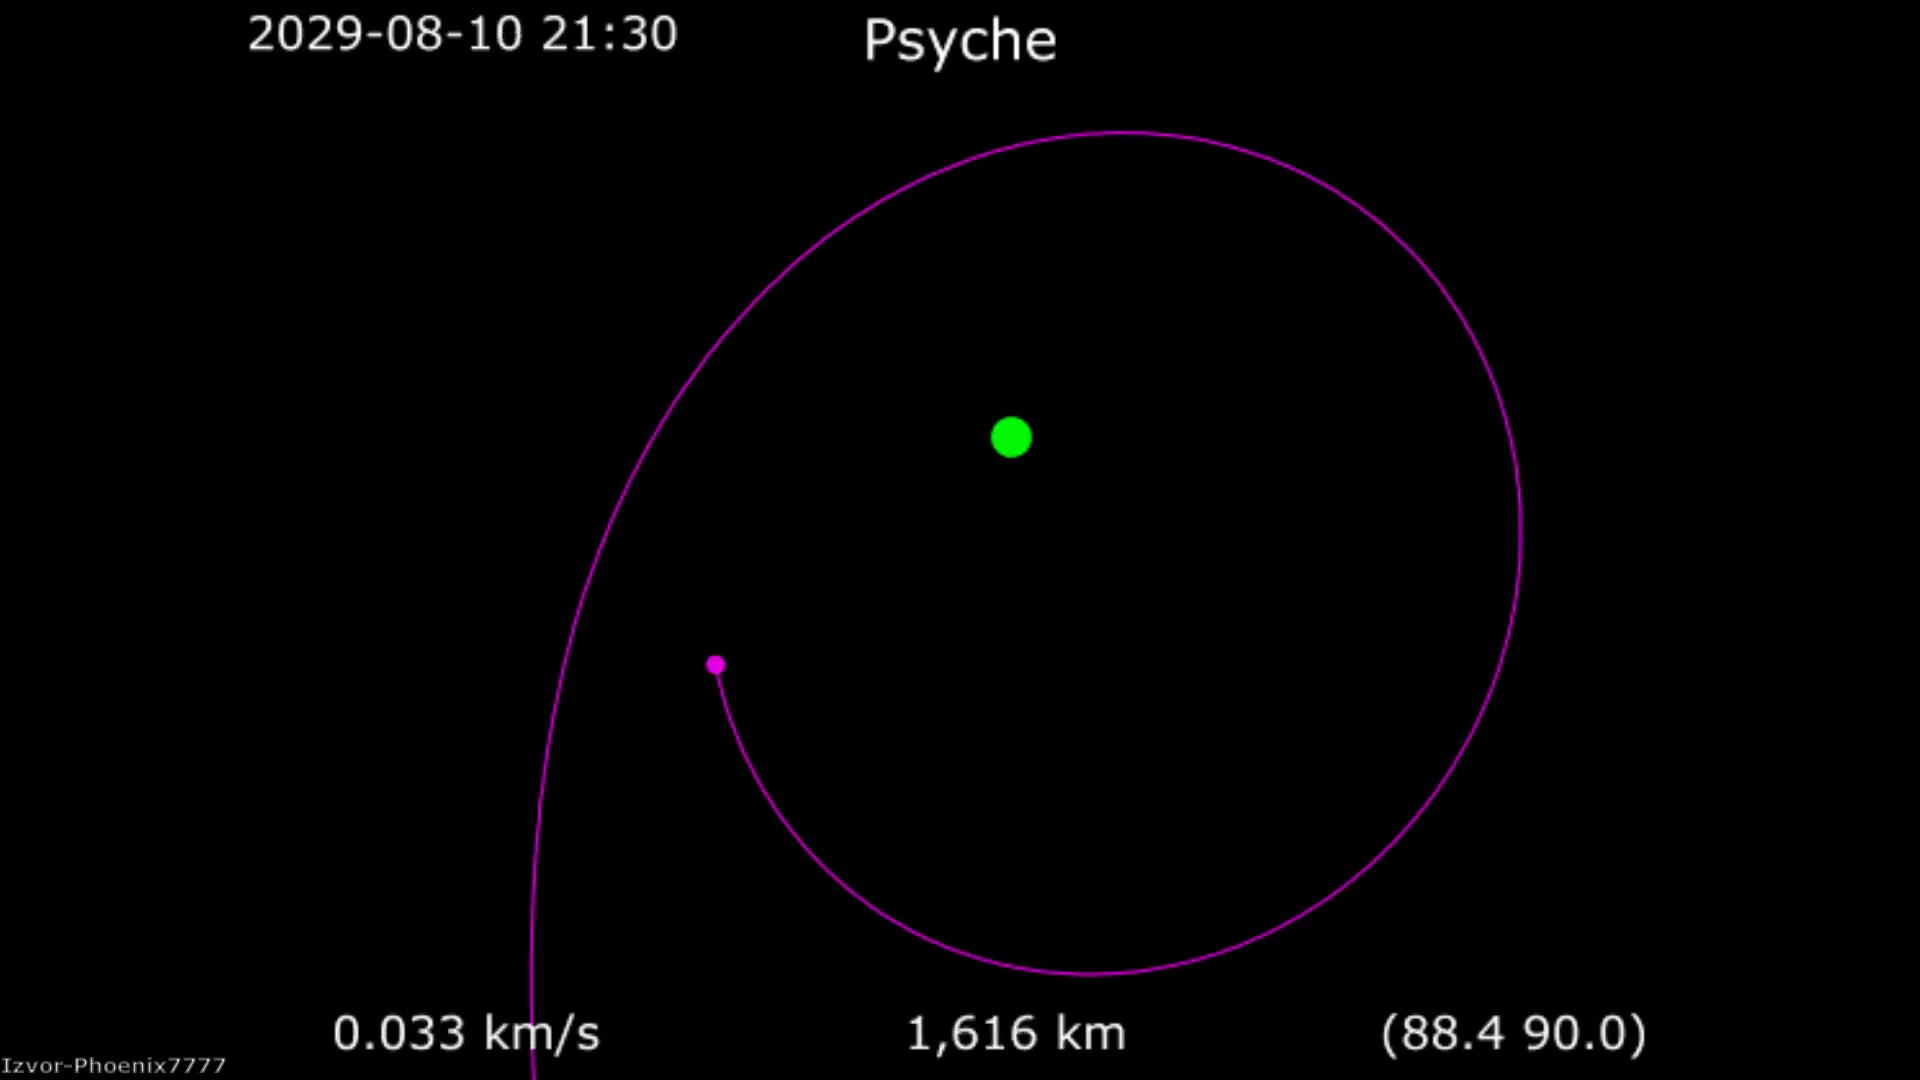 2029-08-10 21:30
Psyche
0.033 km/s
1,616 km
(88.4 90.0)
Izvor-Phoenix7777